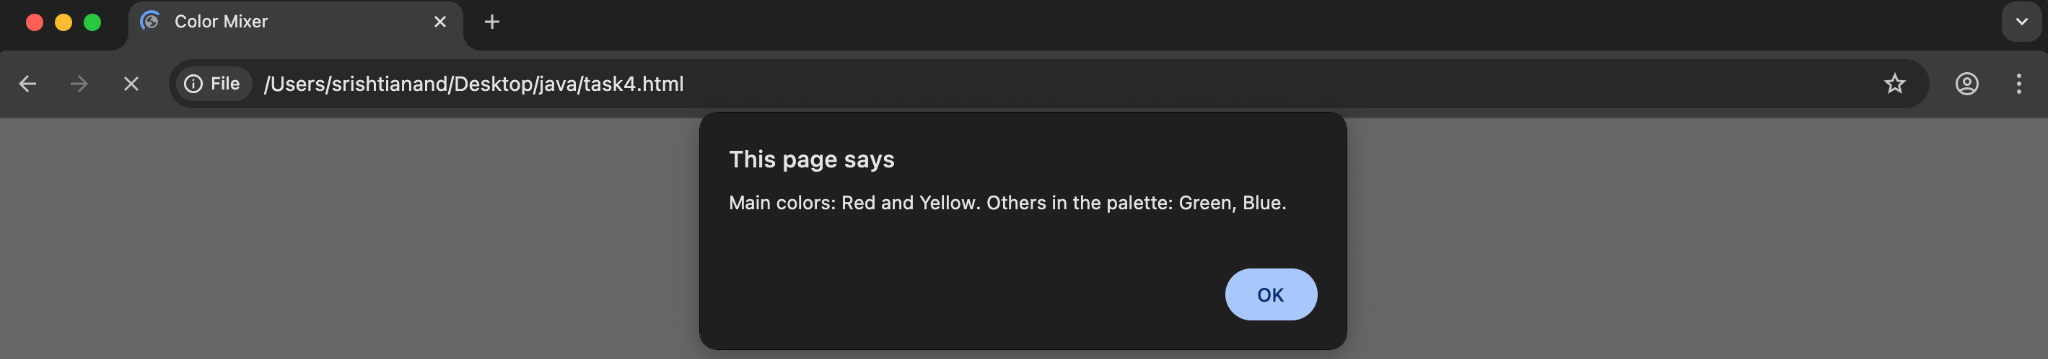 Color Mixer
File /Users/srishtianand/Desktop/java/task4.html
This page says
Main colors: Red and Yellow. Others in the palette: Green, Blue.
OK